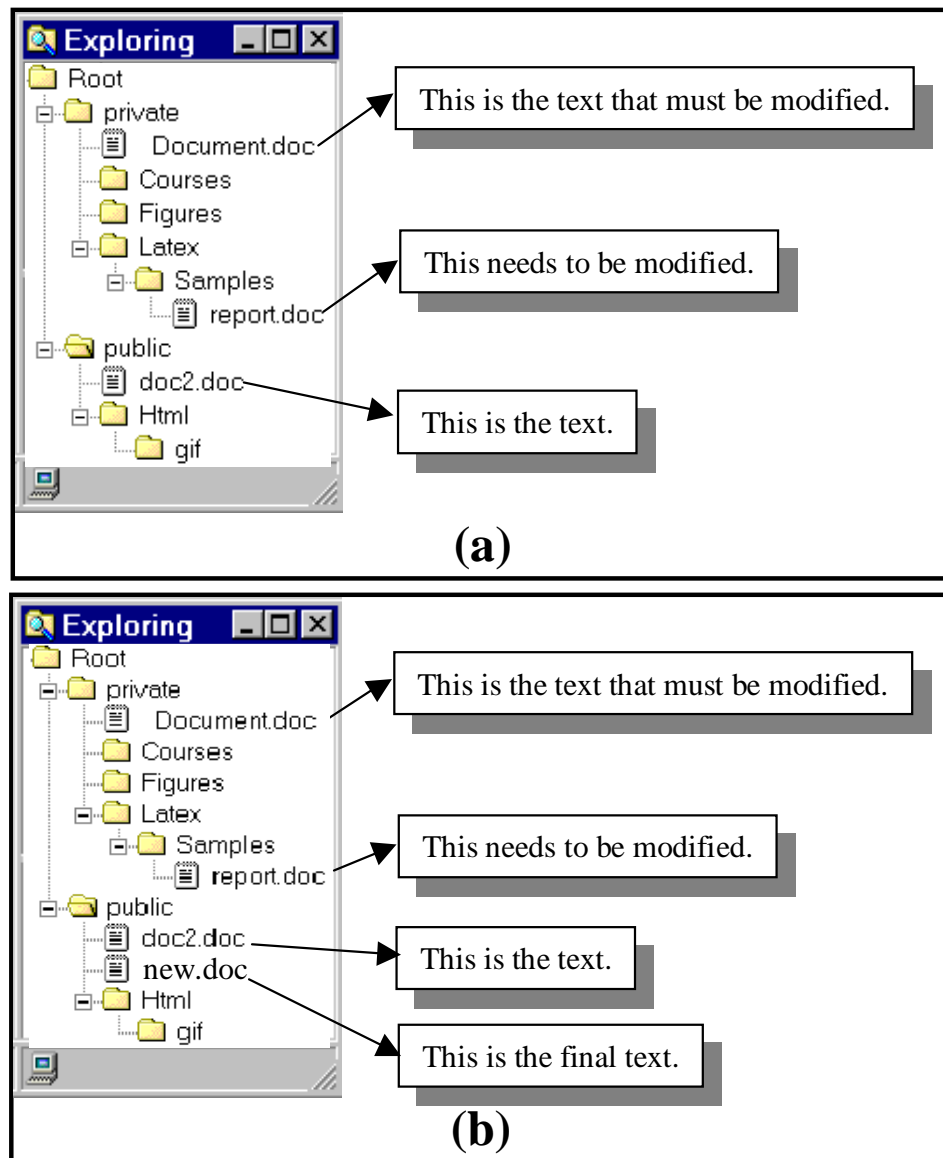 Exploring
Root
private
Document.doc
This is the text that must be modified.
Courses
Figures
Latex
Samples
This needs to be modified.
report.doc
public
doc2.doc
This is the text.
Html
gif
(a)
Exploring
Root
private
Document.doc
This is the text that must be modified.
Courses
Figures
Latex
Samples
This needs to be modified.
report.doc
public
doc2.doc
This is the text.
new.doc
Html
gif
This is the final text.
(b)